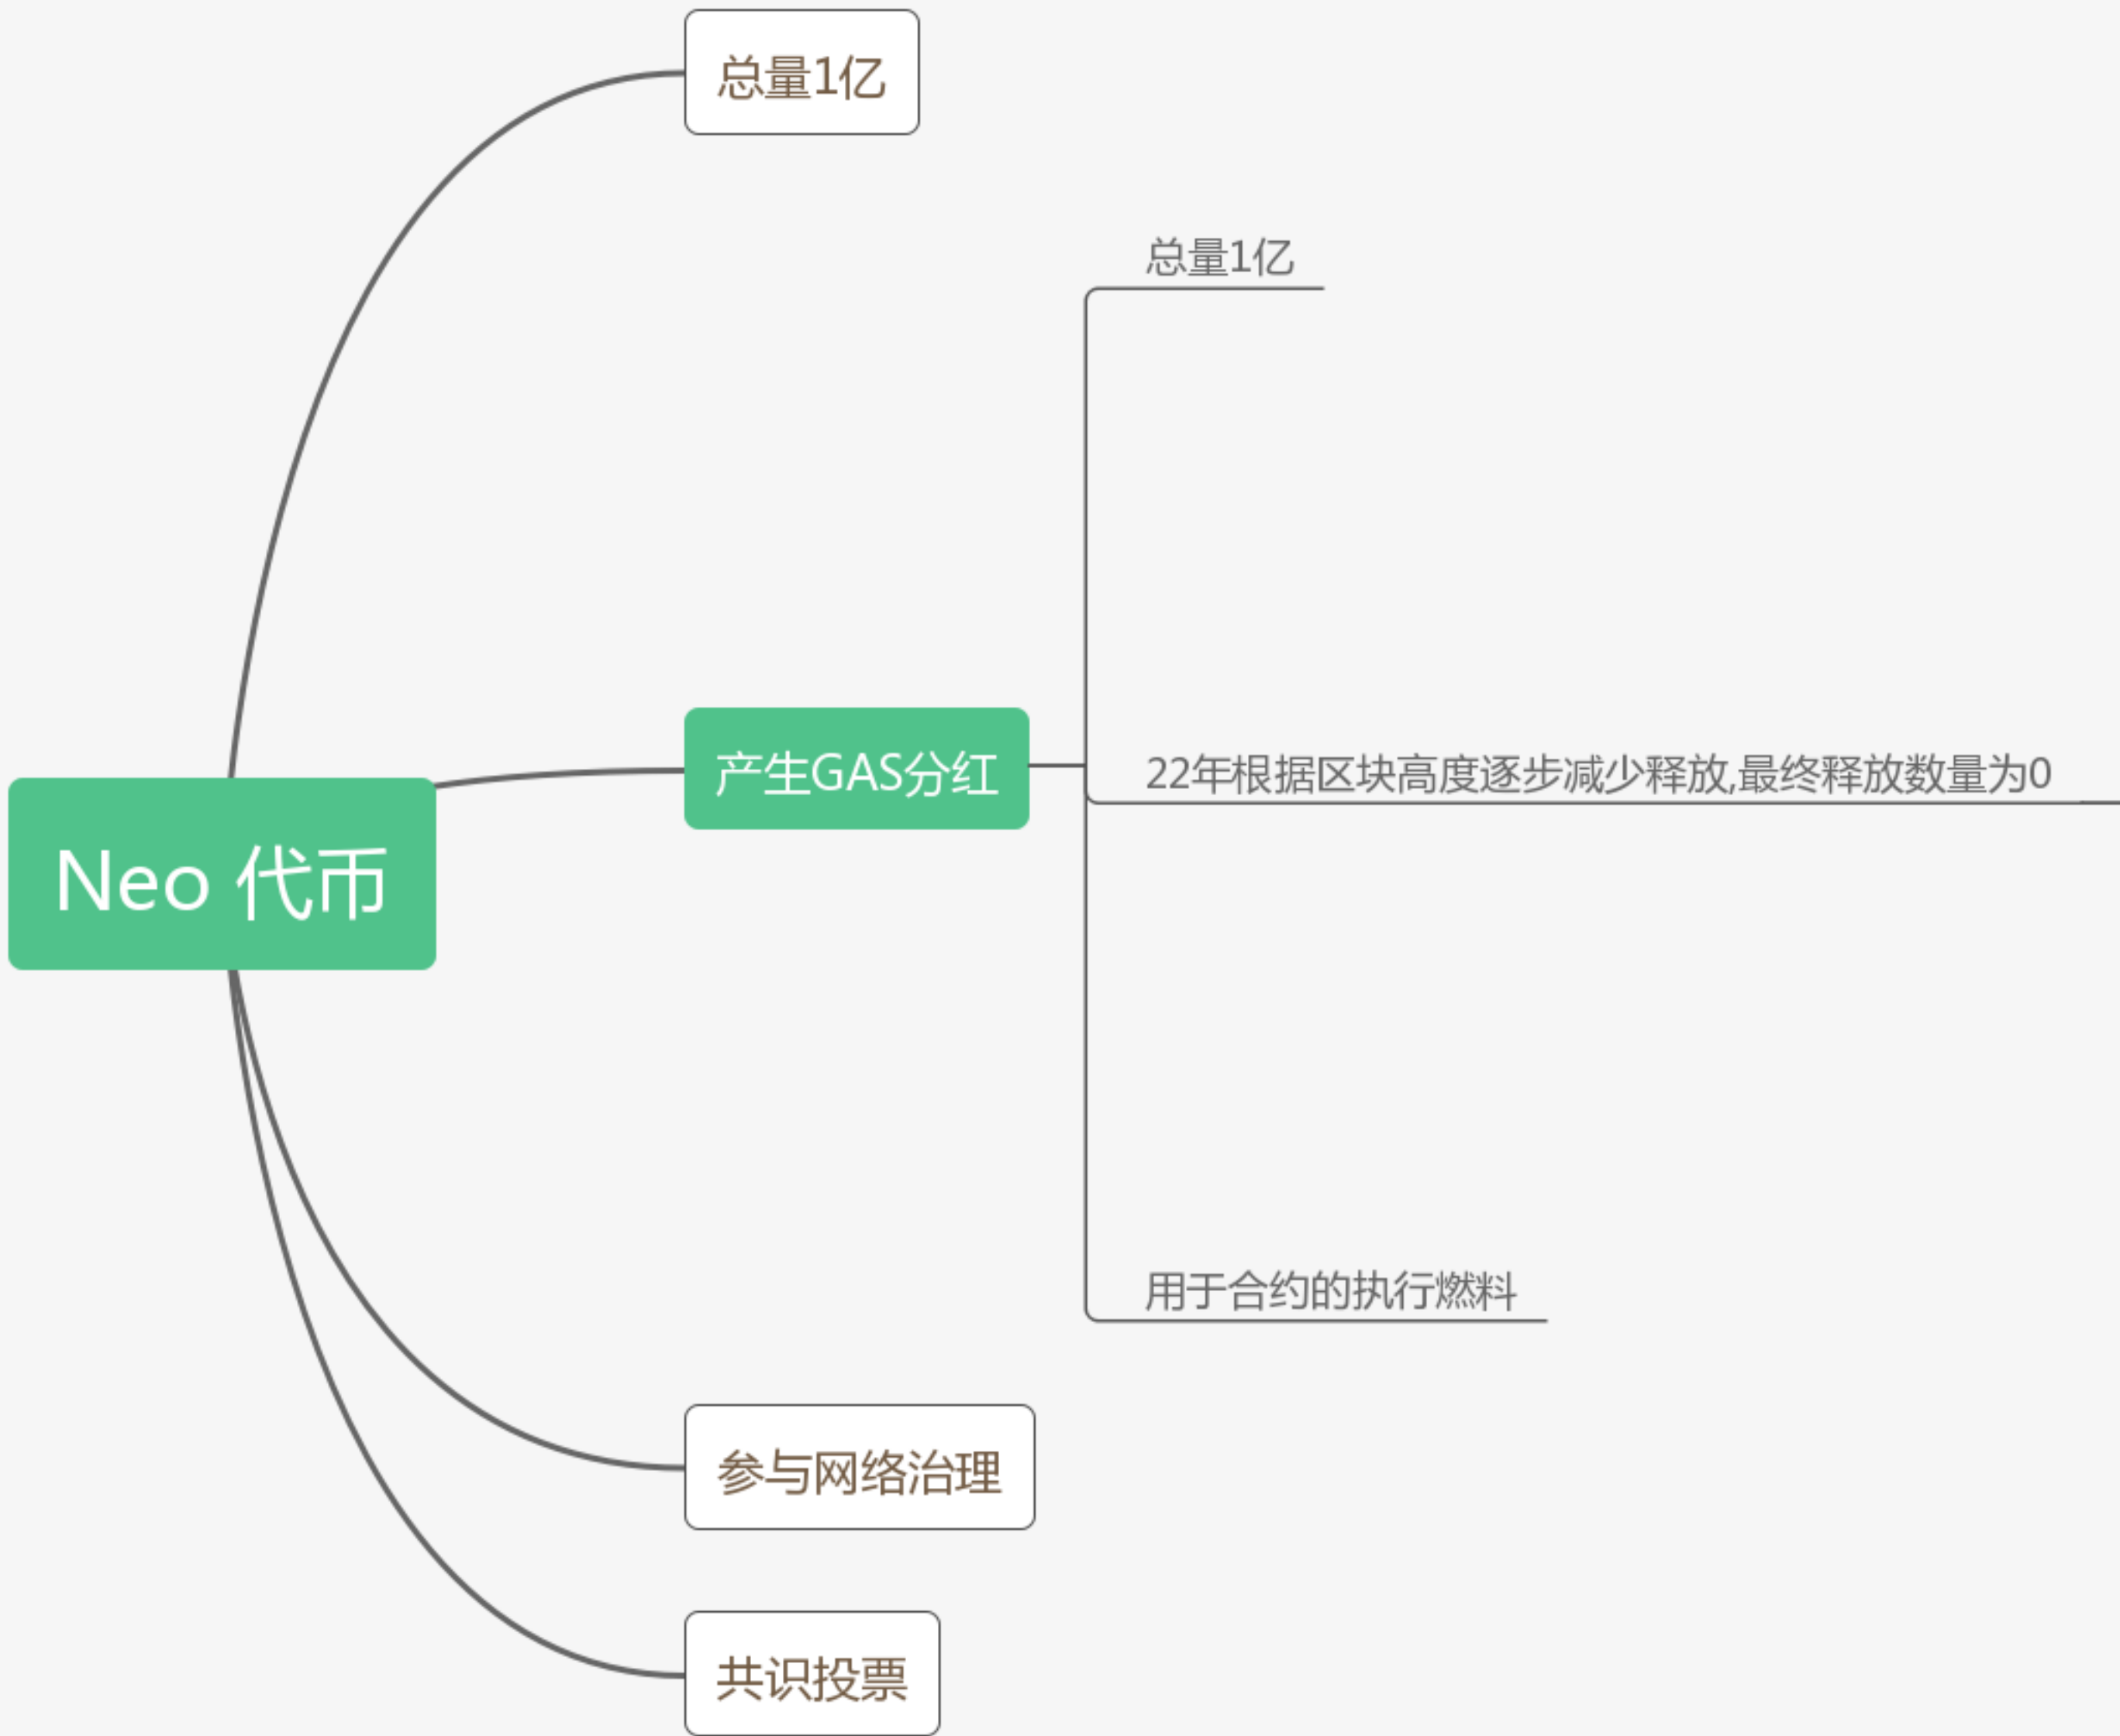 总量1亿
总量1亿
产生GAS分红
22年根据区块高度逐步减少释放,最终释放数量为0
Neo 代币
用于合约的执行燃料
参与网络治理
共识投票